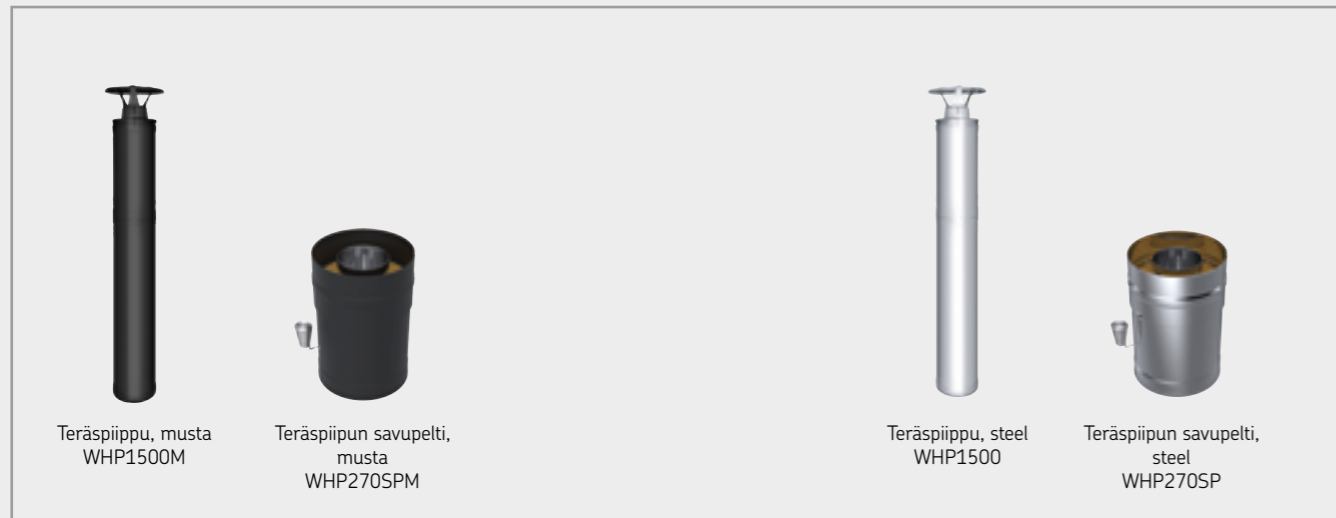 Teräspiippu, musta
WHP1500M
Teräspiipun savupelti,
musta
WHP270SPM
Teräspiippu, steel
WHP1500
Teräspiipun savupelti,
steel
WHP270SP